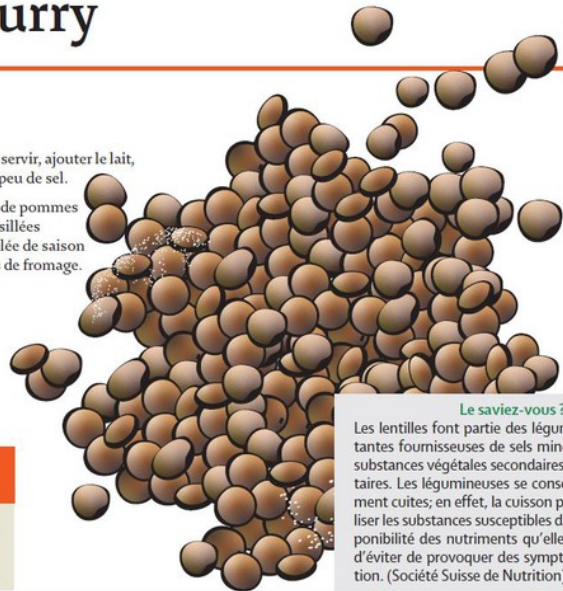 urry
servir, ajouter le lait,
peu de sel.
de pommes
sillées
lée de saison
de fromage.
Le saviez-vous ?
Les lentilles font partie des légum
tantes fournisseuses de sels min
substances végétales secondaires
taires. Les légumineuses se conso
ment cuites; en effet, la cuisson p
liser les substances susceptibles d
ponibilité des nutriments qu'elle
d'éviter de provoquer des sympt
tion. (Société Suisse de Nutrition)